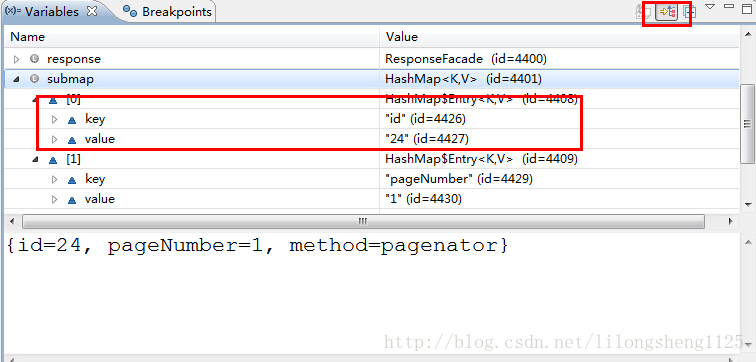 (x)= Variables Breakpoints
Name Value
response ResponseFacade (id=4400)
submap HashMap<K,V> (id=4401)
[0] HashMap$Entry<K,V> (id=4408)
key "id" (id=4426)
value "24" (id=4427)
[1] HashMap$Entry<K,V> (id=4409)
key "pageNumber" (id=4429)
value "1" (id=4430)
{id=24, pageNumber=1, method=pagenator}
http://blog.csdn.net/lilongsheng1125